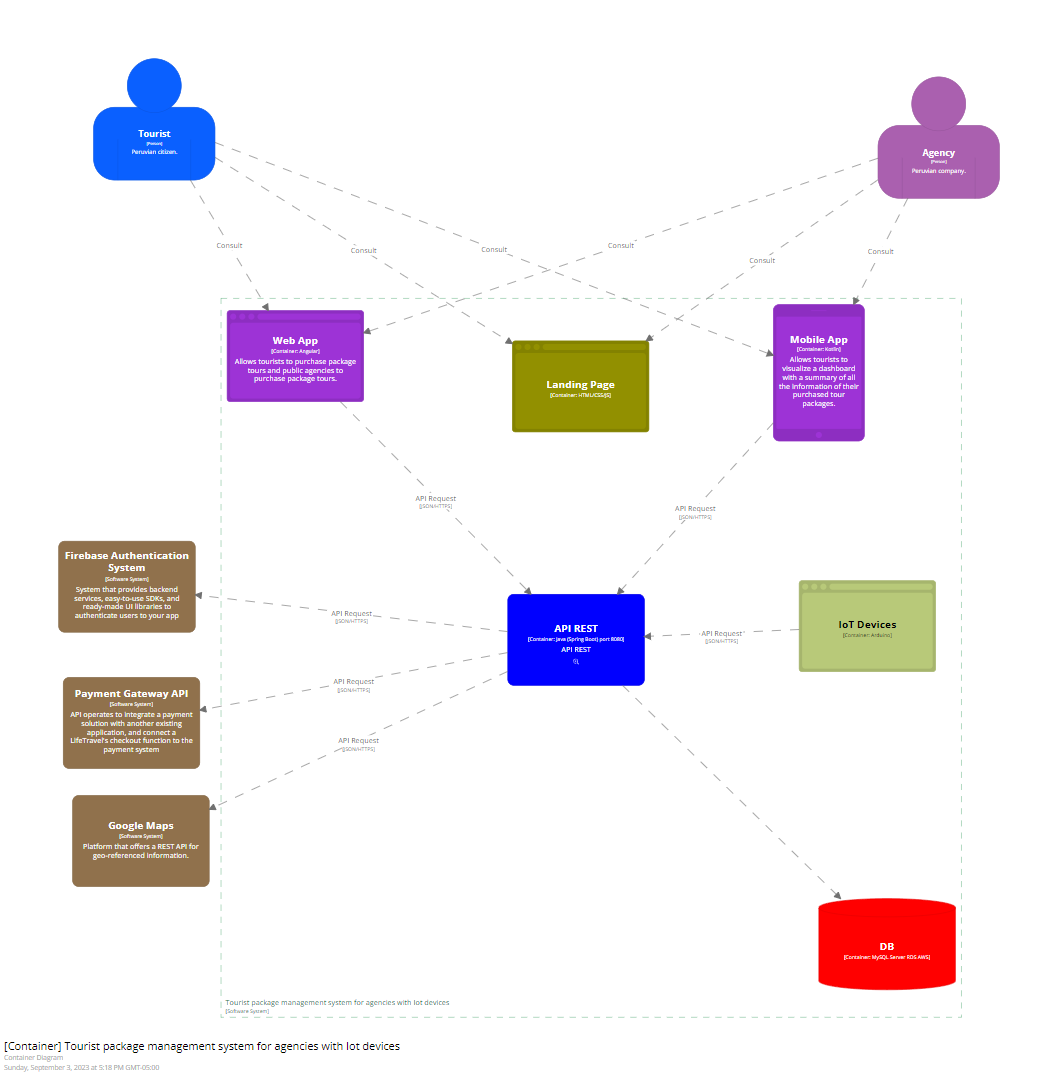 Tourist
[Person]
Peruvian citizen.
Agency
[Person]
Peruvian company.
Consult
Consult
Consult
Consult
Consult
Consult
Web App
[Container: Angular]
Allows tourists to purchase package
tours and public agencies to
purchase package tours.
Landing Page
[Container: HTML/CSS/JS]
Mobile App
[Container: Kotlin]
Allows tourists to
visualize a dashboard
with a summary of all
the information of their
purchased tour
packages.
API Request
[JSON/HTTPS]
API Request
[JSON/HTTPS]
Firebase Authentication
System
[Software System]
System that provides backend
services, easy-to-use SDKs, and
ready-made UI libraries to
authenticate users to your app
API Request
[JSON/HTTPS]
API REST
[Container: Java (Spring Boot) port 8080]
API REST
API Request
[JSON/HTTPS]
IoT Devices
[Container: Arduino]
Payment Gateway API
[Software System]
API operates to integrate a payment
solution with another existing
application, and connect a
LifeTravel's checkout function to the
payment system
API Request
[JSON/HTTPS]
API Request
[JSON/HTTPS]
Google Maps
[Software System]
Platform that offers a REST API for
geo-referenced information.
DB
[Container: MySQL Server RDS AWS]
Tourist package management system for agencies with Iot devices
[Software System]
[Container] Tourist package management system for agencies with Iot devices
Container Diagram
Sunday, September 3, 2023 at 5:18 PM GMT-05:00